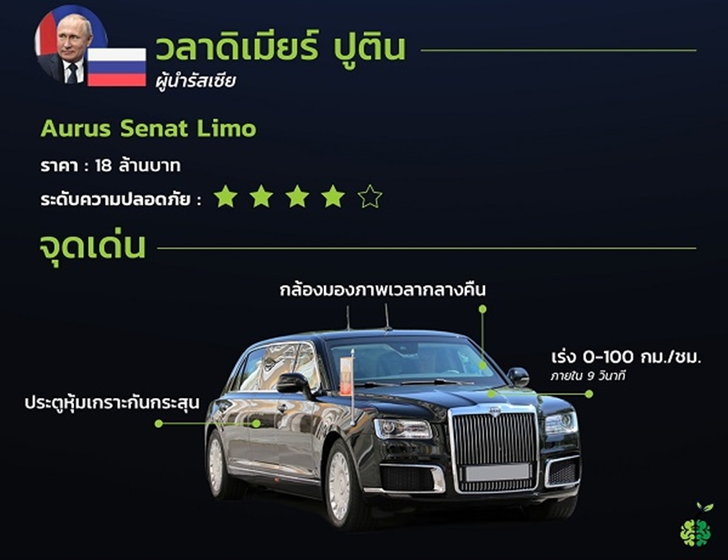 วลาดิเมียร์ ปูติน
ผู้นำรัสเซีย
Aurus Senat Limo
ราคา : 18 ล้านบาท
ระดับความปลอดภัย :
จุดเด่น
กล้องมองภาพเวลากลางคืน
เร่ง 0-100 กม./ชม.
ภายใน 9 วินาที
ประตูหุ้มเกราะกันกระสุน